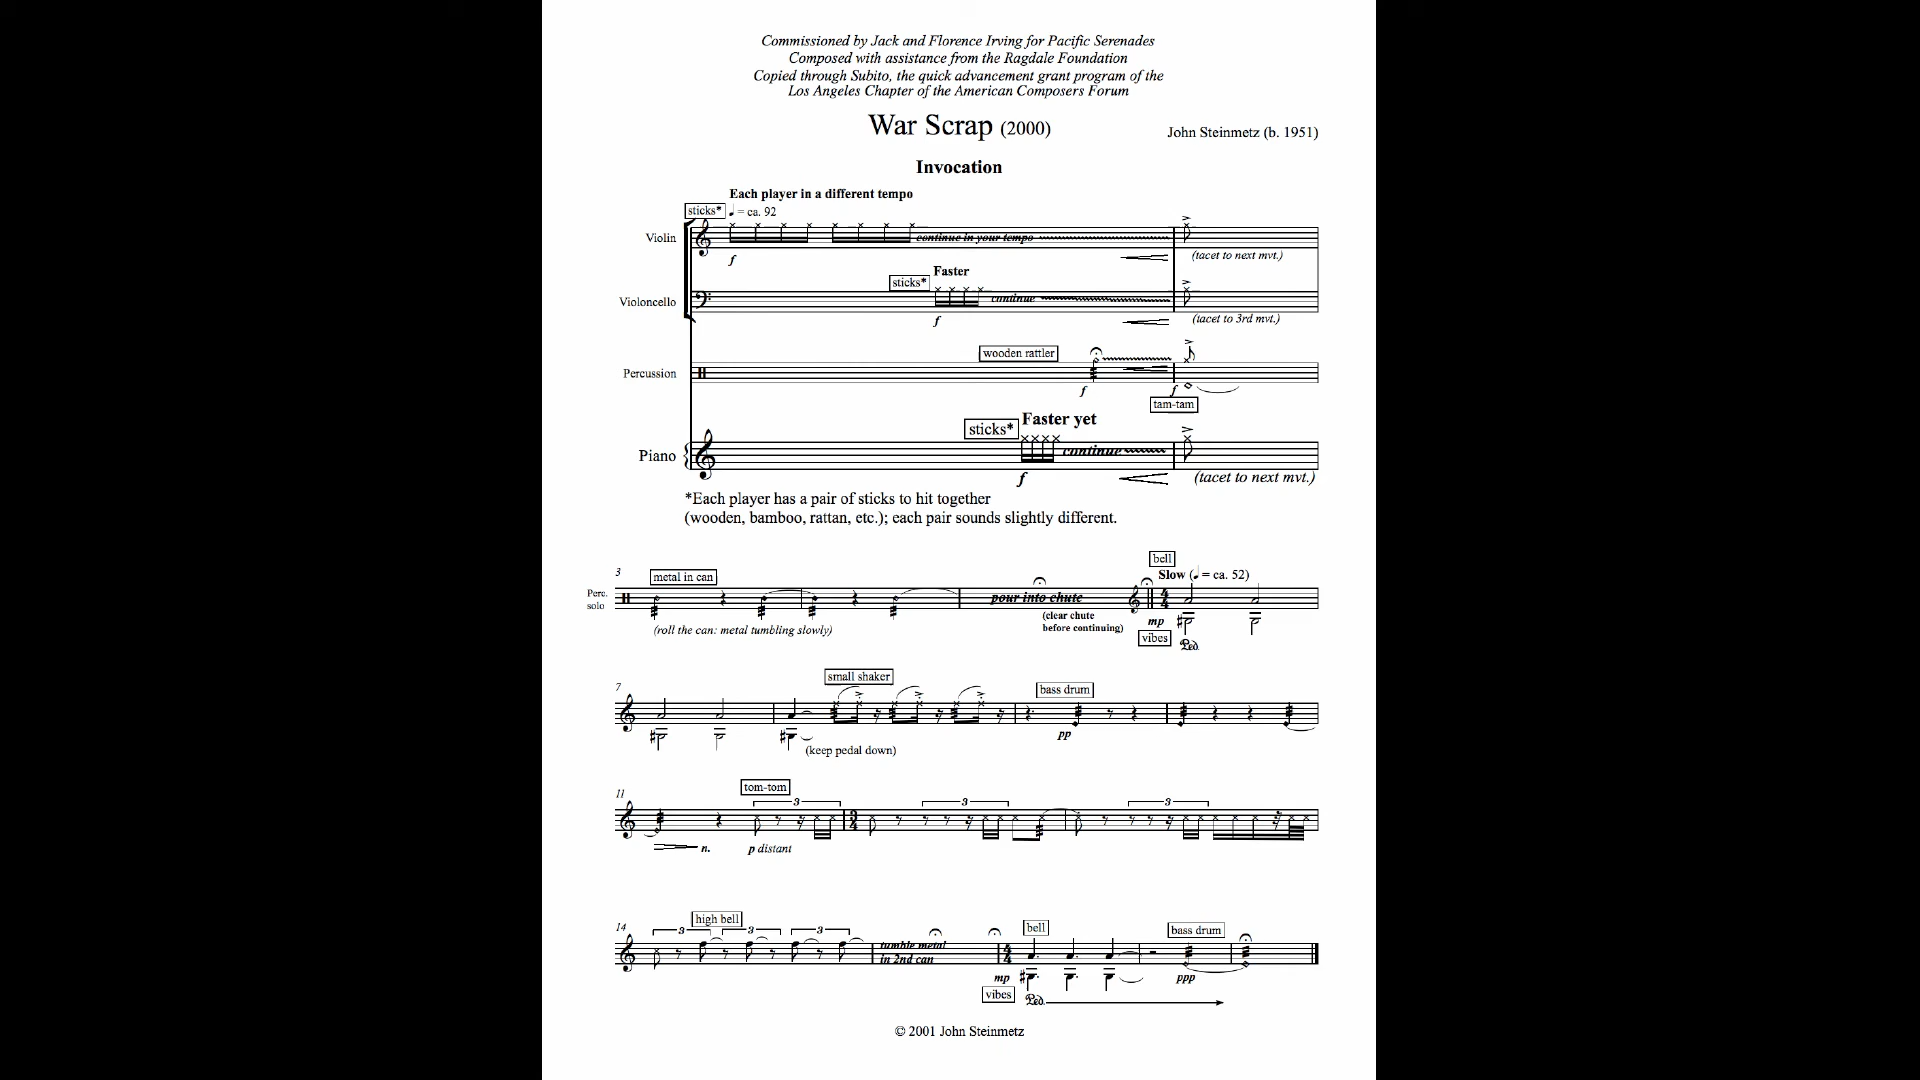 Commissioned by Jack and Florence Irving for Pacific Serenades
Composed with assistance from the Ragdale Foundation
Copied through Subito, the quick advancement grant program of the
Los Angeles Chapter of the American Composers Forum
War Scrap (2000)
John Steinmetz (b. 1951)
Invocation
Each player in a different tempo
sticks* ♩ = ca. 92
Violin
continue in your tempo
f
(tacet to next mvt.)
Faster
sticks*
Violoncello
continue
f
(tacet to 3rd mvt.)
wooden rattler
Percussion
f
f
tam-tam
Faster yet
sticks*
Piano
continue
f
(tacet to next mvt.)
*Each player has a pair of sticks to hit together
(wooden, bamboo, rattan, etc.); each pair sounds slightly different.
bell
3
metal in can
Slow (♩ = ca. 52)
Perc.
solo
pour into chute
4
4
(clear chute
before continuing)
mp
(roll the can: metal tumbling slowly)
vibes
Ped.
small shaker
7
bass drum
pp
(keep pedal down)
tom-tom
11
3
3
3
3
4
n.
p distant
high bell
14
3
3
3
bell
bass drum
tumble metal
in 2nd can
4
4
mp
ppp
vibes
Ped.
© 2001 John Steinmetz